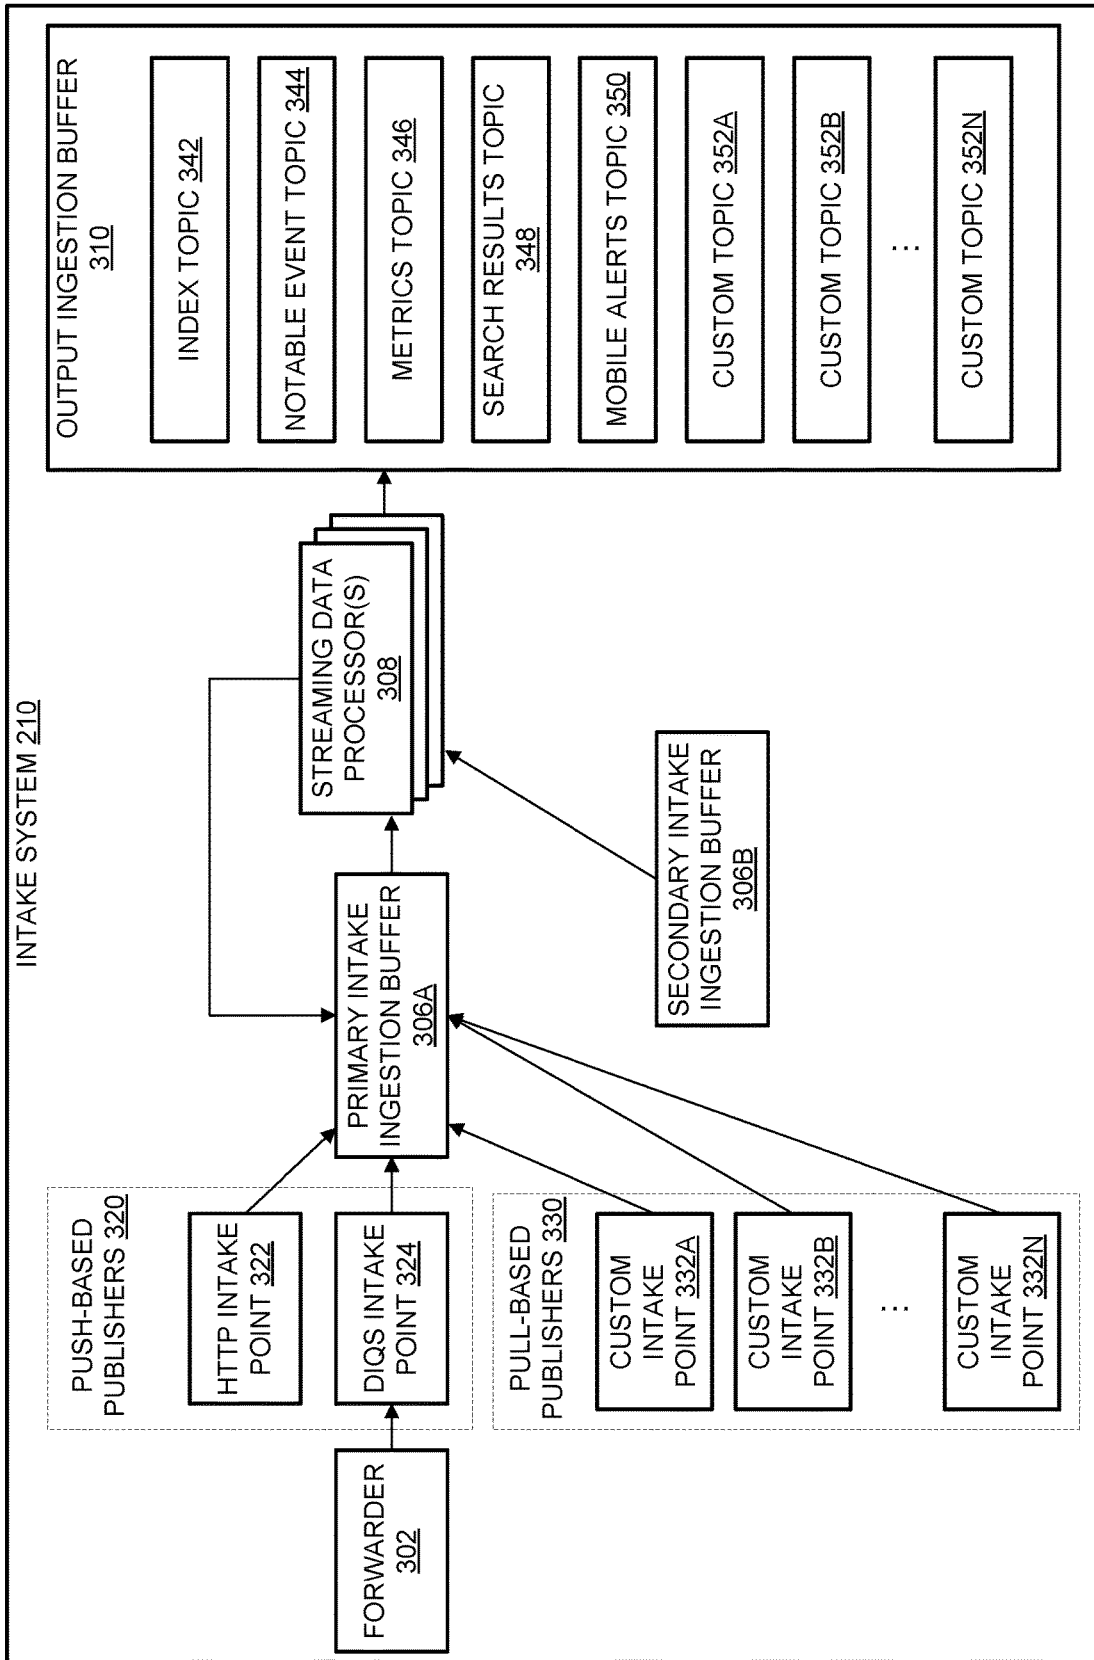 INTAKE SYSTEM 210
FORWARDER
302
PUSH-BASED
PUBLISHERS 320
HTTP INTAKE
POINT 322
DIQS INTAKE
POINT 324
PULL-BASED
PUBLISHERS 330
CUSTOM
INTAKE
POINT 332A
CUSTOM
INTAKE
POINT 332B
...
CUSTOM
INTAKE
POINT 332N
PRIMARY INTAKE
INGESTION BUFFER
306A
SECONDARY INTAKE
INGESTION BUFFER
306B
STREAMING DATA
PROCESSOR(S)
308
OUTPUT INGESTION BUFFER
310
INDEX TOPIC 342
NOTABLE EVENT TOPIC 344
METRICS TOPIC 346
SEARCH RESULTS TOPIC
348
MOBILE ALERTS TOPIC 350
CUSTOM TOPIC 352A
CUSTOM TOPIC 352B
...
CUSTOM TOPIC 352N